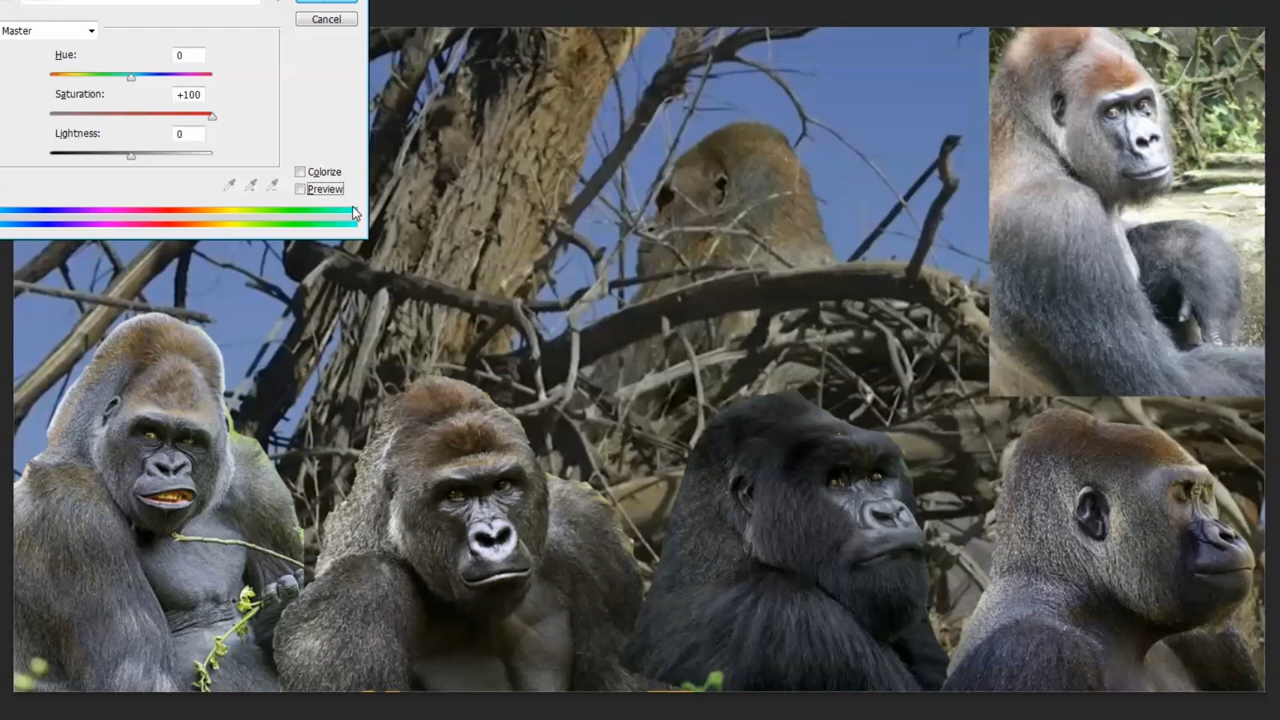 Cancel
Master
Hue:
0
Saturation:
+100
Lightness:
0
Colorize
Preview